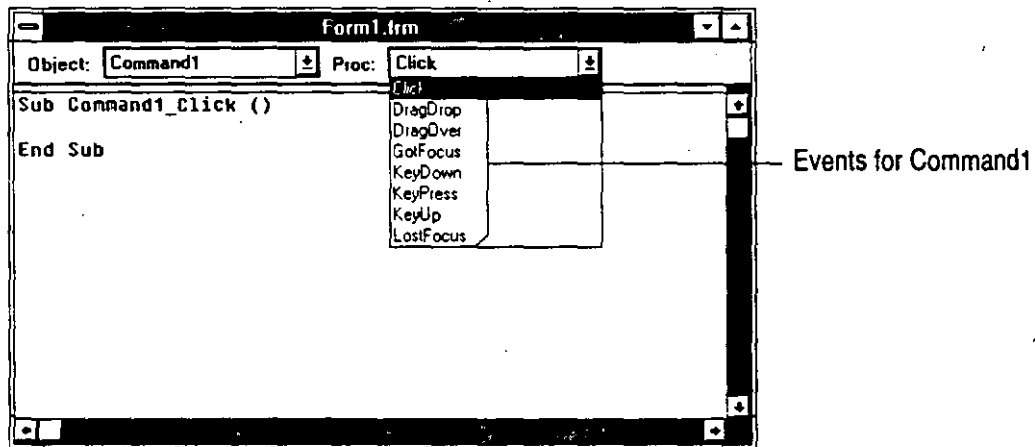 Form1.frm
Object: Command1 Proc: Click
Click
DragDrop
DragOver
GotFocus
KeyDown
KeyPress
KeyUp
LostFocus
Sub Command1_Click ()
End Sub
Events for Command1